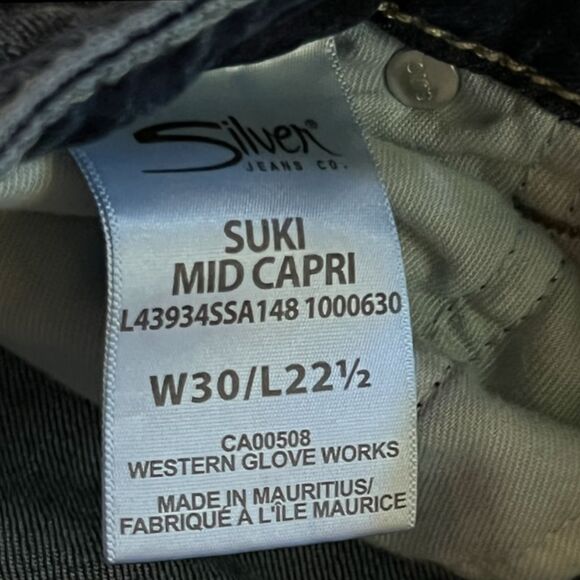 Silver®
JEANS CO.
SUKI
MID CAPRI
L43934SSA148 1000630
W30/L22½
CA00508
WESTERN GLOVE WORKS
MADE IN MAURITIUS/
FABRIQUÉ À L'ÎLE MAURICE